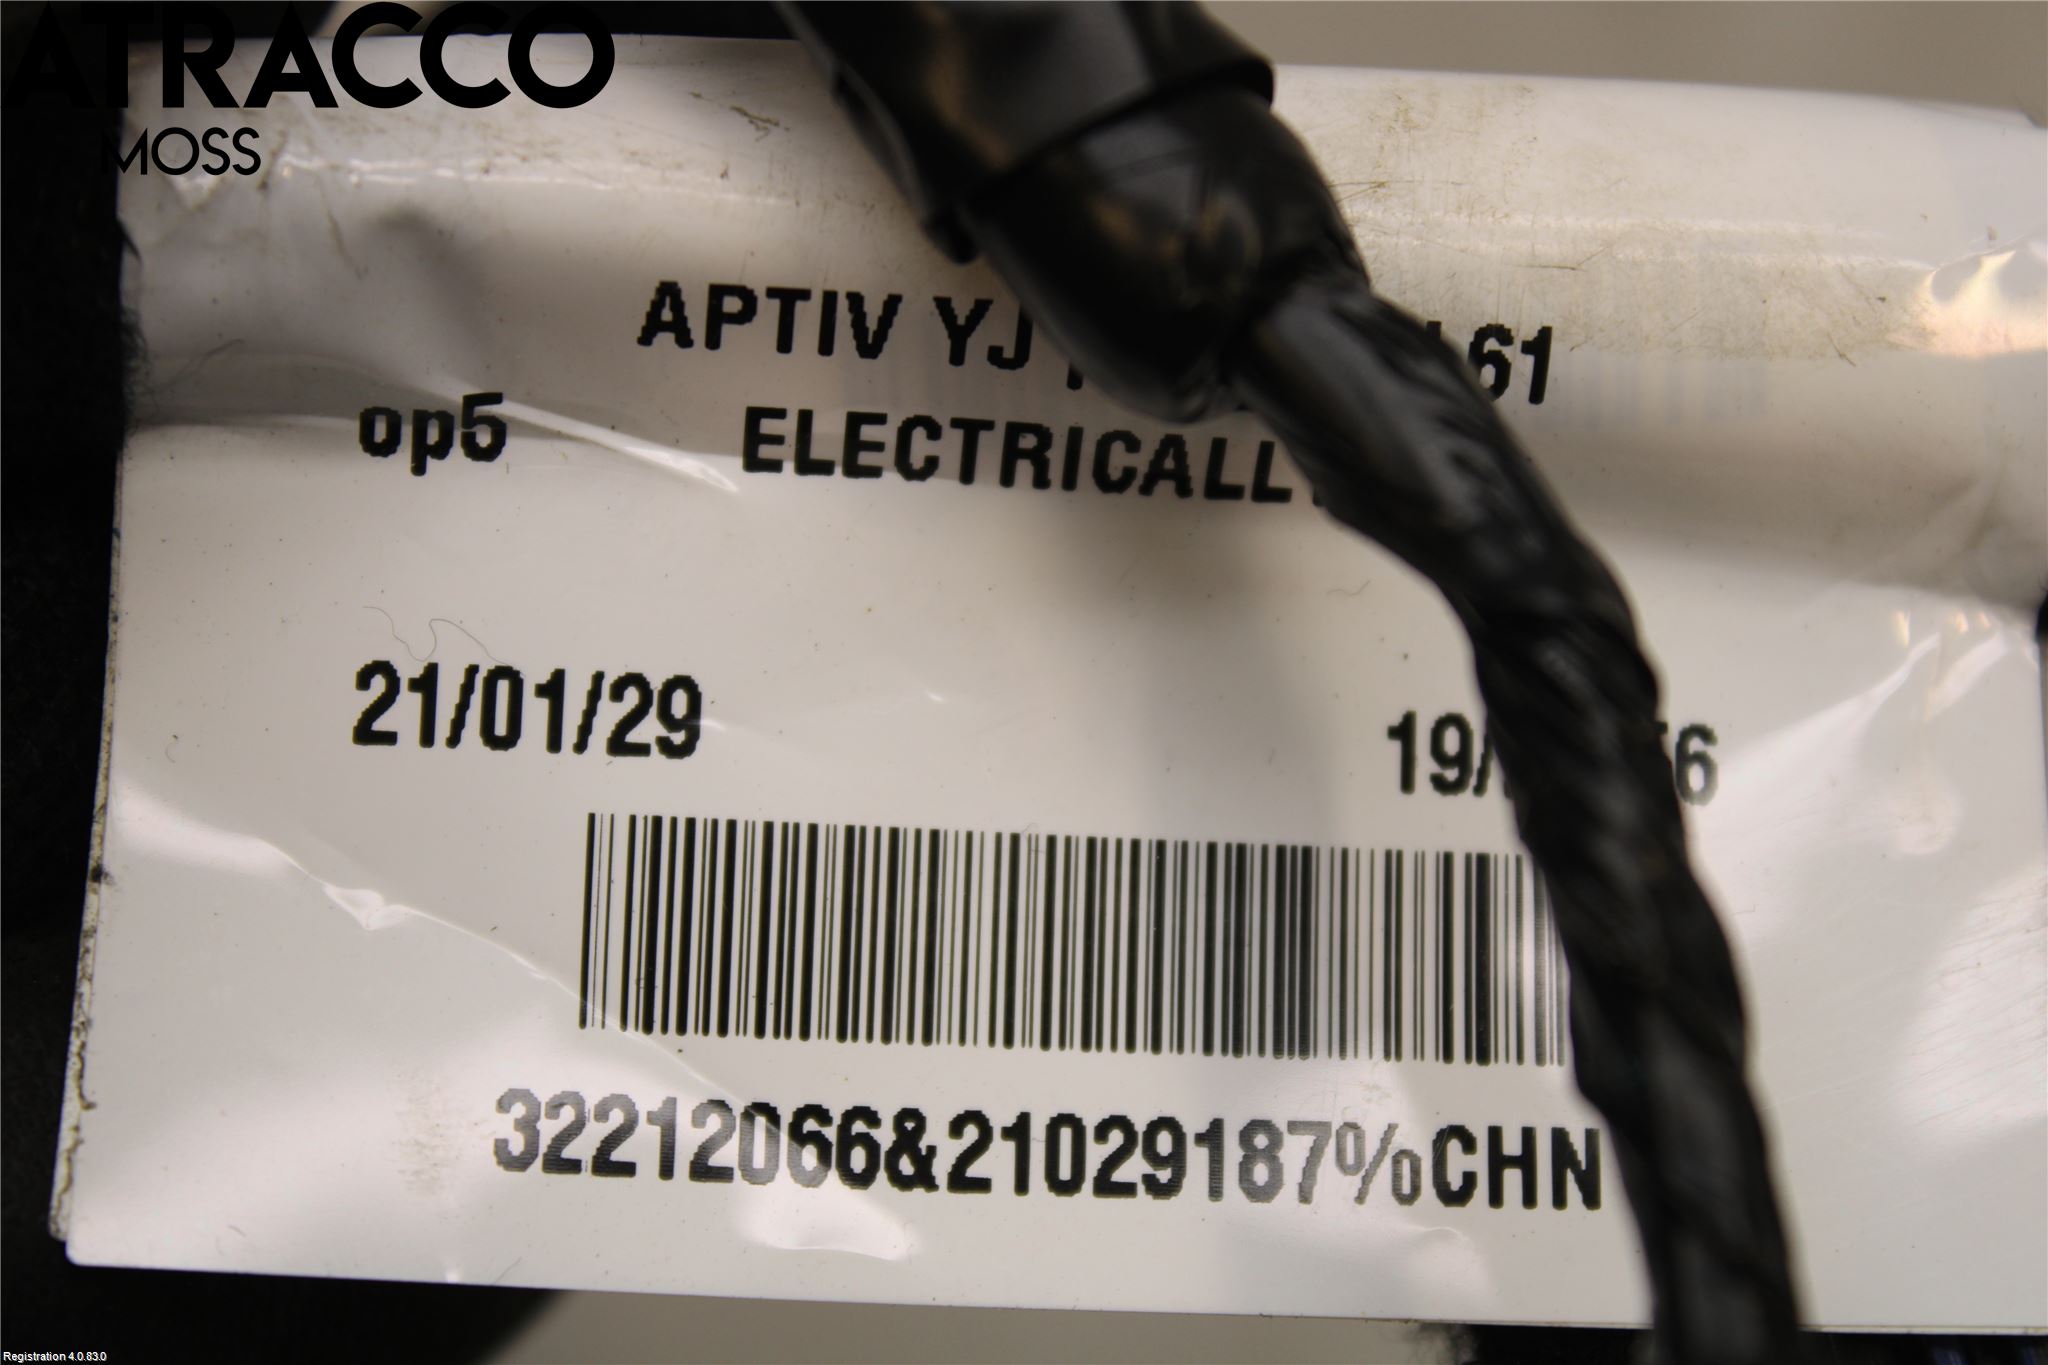 ATRACCO
MOSS
APTIV YJ 61
op5 ELECTRICALL
21/01/29 19/ 6
32212066&21029187%CHN
Registration 4.0.83.0